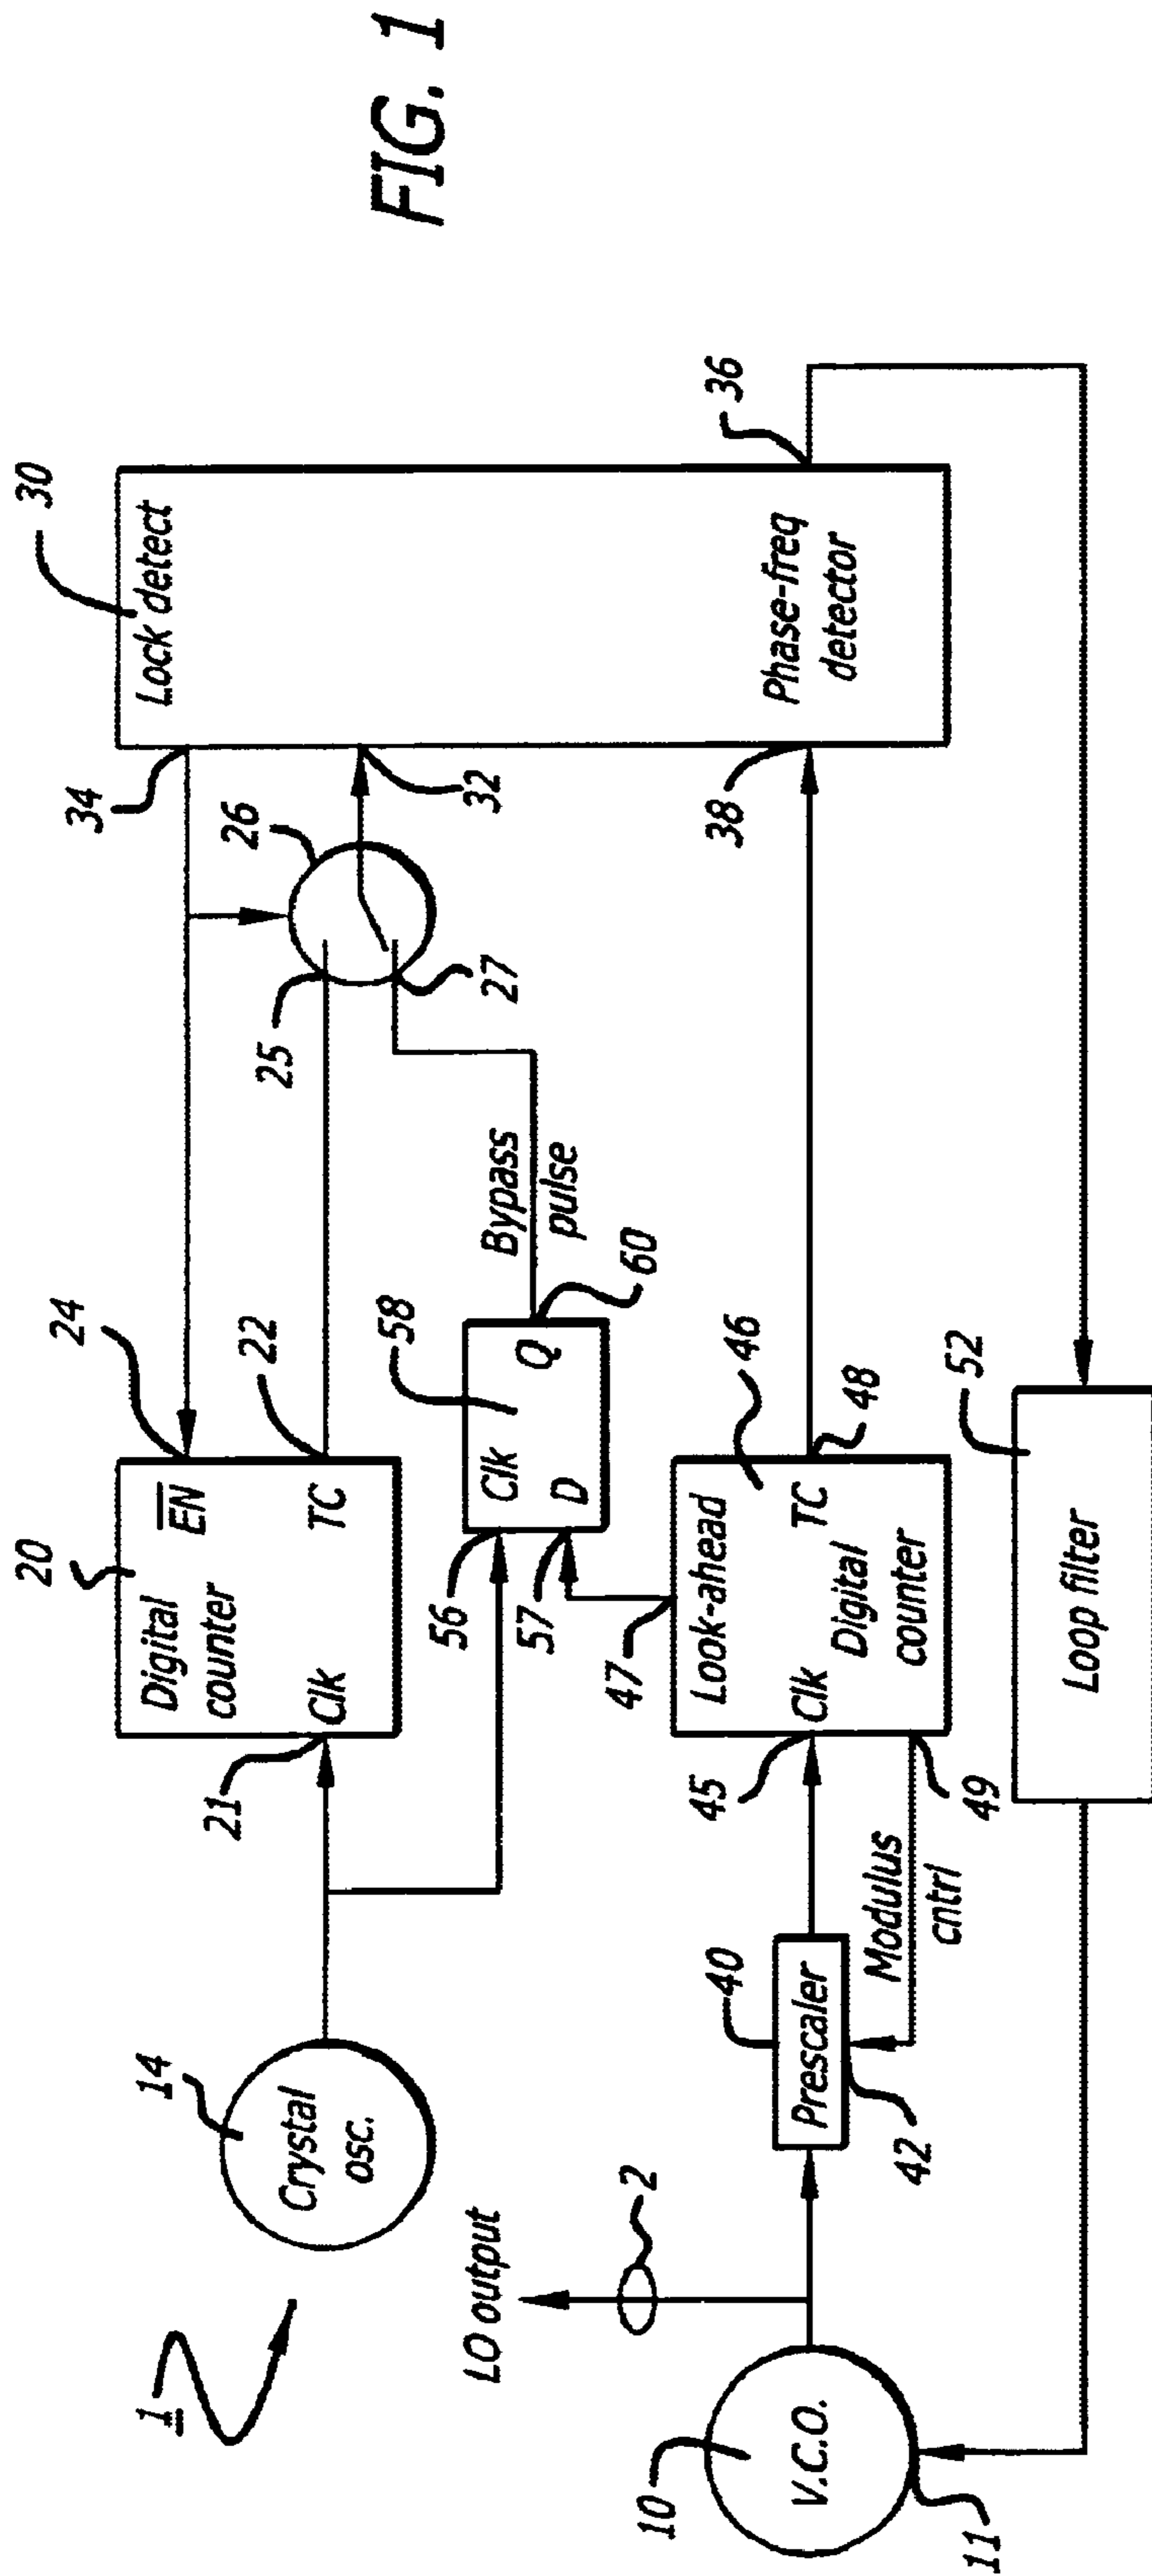 FIG. 1
1
14
Crystal
osc.
21
20
Digital
counter
Clk
EN
TC
24
22
25
26
27
34
32
30
Lock detect
Phase-freq
detector
36
38
56
57
58
Clk
D
Q
60
Bypass
pulse
LO output
2
10
V.C.O.
11
40
Prescaler
42
Modulus
cntrl
45
47
49
Look-ahead
Clk
TC
Digital
counter
46
48
52
Loop filter